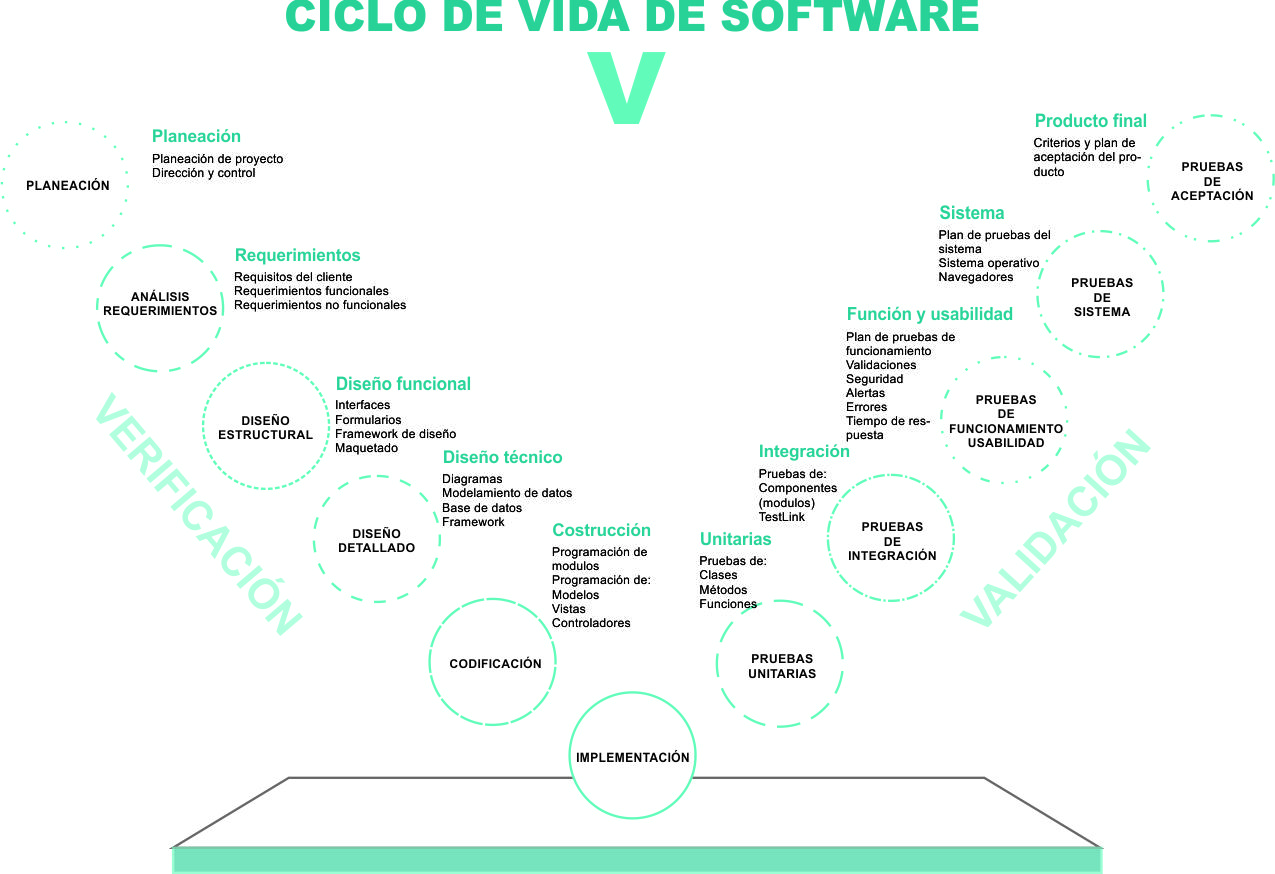 CICLO DE VIDA DE SOFTWARE
V
PLANEACIÓN
Planeación
Planeación de proyecto
Dirección y control
ANÁLISIS
REQUERIMIENTOS
Requerimientos
Requisitos del cliente
Requerimientos funcionales
Requerimientos no funcionales
DISEÑO
ESTRUCTURAL
Diseño funcional
Interfaces
Formularios
Framework de diseño
Maquetado
DISEÑO
DETALLADO
Diseño técnico
Diagramas
Modelamiento de datos
Base de datos
Framework
CODIFICACIÓN
Costrucción
Programación de
modulos
Programación de:
Modelos
Vistas
Controladores
VERIFICACIÓN
IMPLEMENTACIÓN
Unitarias
Pruebas de:
Clases
Métodos
Funciones
PRUEBAS
UNITARIAS
Integración
Pruebas de:
Componentes
(modulos)
TestLink
PRUEBAS
DE
INTEGRACIÓN
Función y usabilidad
Plan de pruebas de
funcionamiento
Validaciones
Seguridad
Alertas
Errores
Tiempo de res-
puesta
PRUEBAS
DE
FUNCIONAMIENTO
USABILIDAD
Sistema
Plan de pruebas del
sistema
Sistema operativo
Navegadores
PRUEBAS
DE
SISTEMA
Producto final
Criterios y plan de
aceptación del pro-
ducto
PRUEBAS
DE
ACEPTACIÓN
VALIDACIÓN